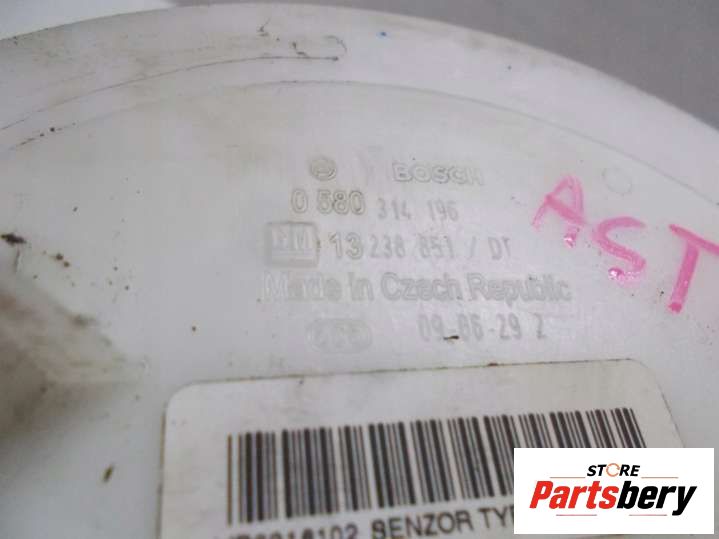 BOSCH
0 580 314 196
GM 13 238 851 / DT
Made in Czech Republic
09-06-29 2
AST
SENZOR
STORE
Partsbery